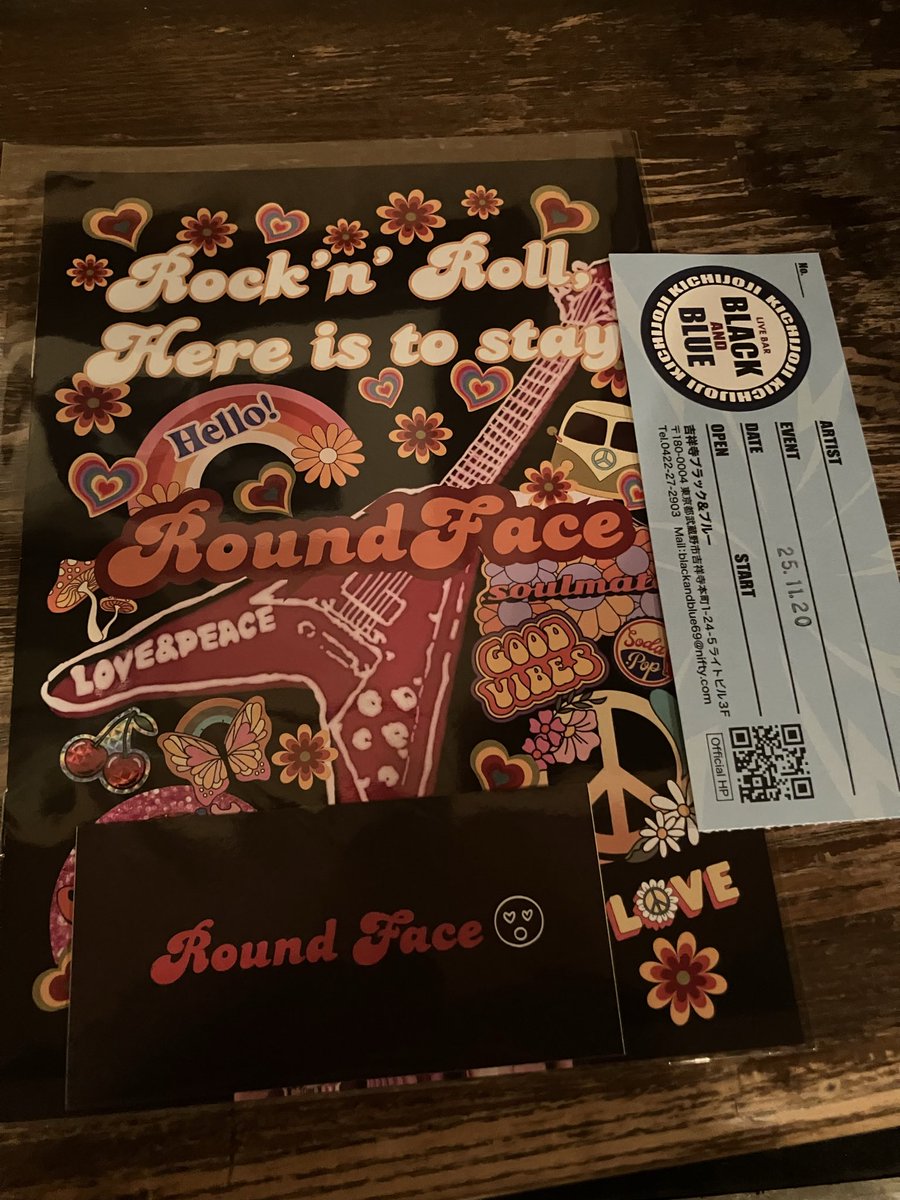 Rock'n' Roll,
Here is to stay
Hello!
RoundFace
soulmat
LOVE&PEACE
GOOD
VIBES
Soda
Pop
LOVE
Round Face
No.
KICHIJOJI KICHIJOJI KICHIJOJI KICHIJOJI
LIVE BAR
BLACK
AND
BLUE
ARTIST
EVENT
DATE 25.11.20
OPEN START
吉祥寺ブラック&ブルー
〒180-0004 東京都武蔵野市吉祥寺本町1-24-5 ライトビル3F
Tel.0422-27-2903 Mail:blackandblue69@nifty.com
Official HP